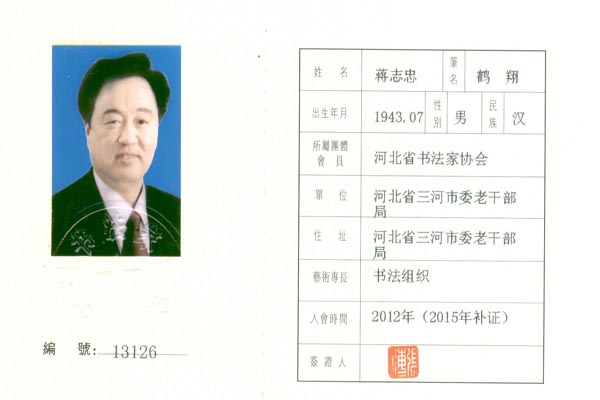 姓 名 蒋志忠 筆名 鹤 翔
出生年月 1943.07 性別 男 民族 汉
所屬團體
會 員 河北省书法家协会
單 位 河北省三河市委老干部
局
住 址 河北省三河市委老干部
局
藝術專長 书法组织
入會時間 2012年（2015年补证）
簽證人
編 號: 13126